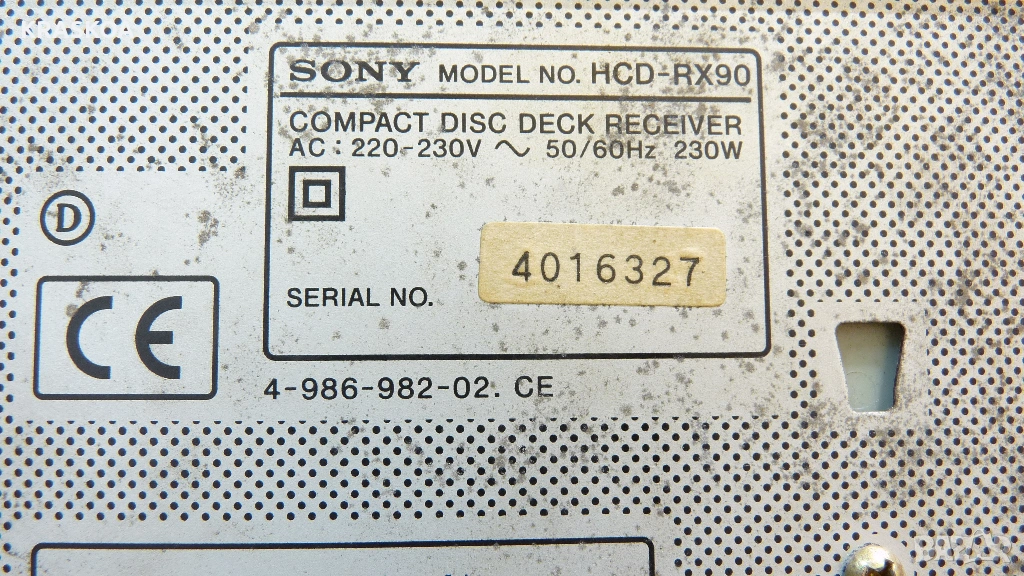 KRASKOA
SONY MODEL NO. HCD-RX90
COMPACT DISC DECK RECEIVER
AC : 220-230V ~ 50/60Hz 230W
D
4016327
SERIAL NO.
CE
4-986-982-02. CE